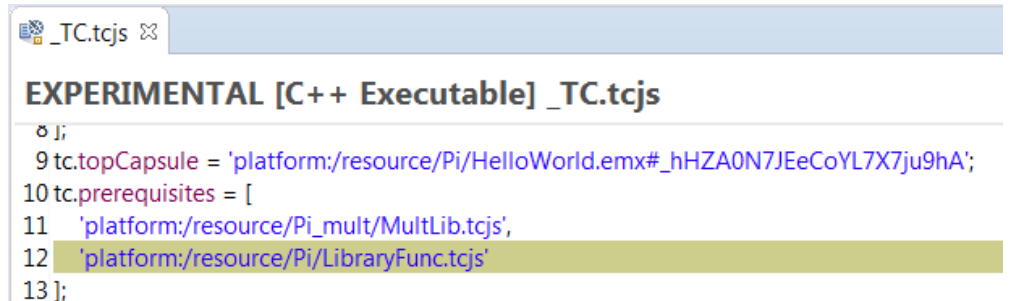 _TC.tcjs
EXPERIMENTAL [C++ Executable] _TC.tcjs
8 ];
9 tc.topCapsule = 'platform:/resource/Pi/HelloWorld.emx#_hHZA0N7JEeCoYL7X7ju9hA';
10 tc.prerequisites = [
11 'platform:/resource/Pi_mult/MultLib.tcjs',
12 'platform:/resource/Pi/LibraryFunc.tcjs'
13 ];